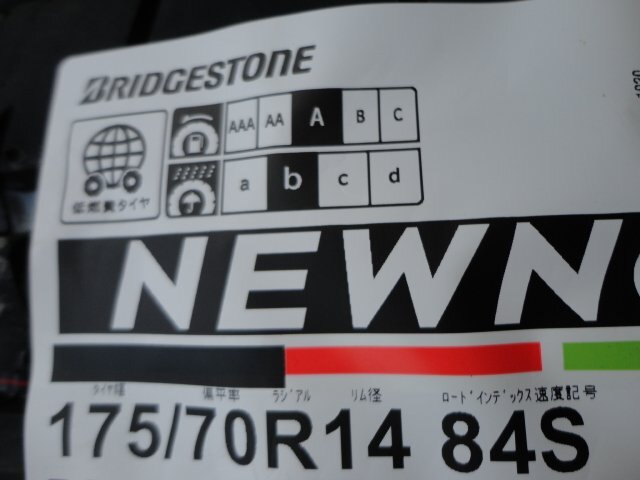 BRIDGESTONE
AAA AA A B C
a b c d
低燃費タイヤ
NEWNO
タイヤ幅 偏平率 ラジアル リム径 ロードインデックス 速度記号
175/70R14 84S